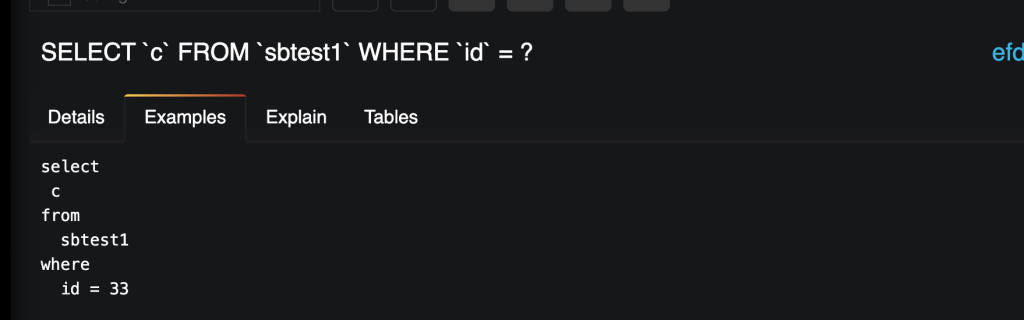 SELECT `c` FROM `sbtest1` WHERE `id` = ?
efd
Details Examples Explain Tables
select
c
from
sbtest1
where
id = 33